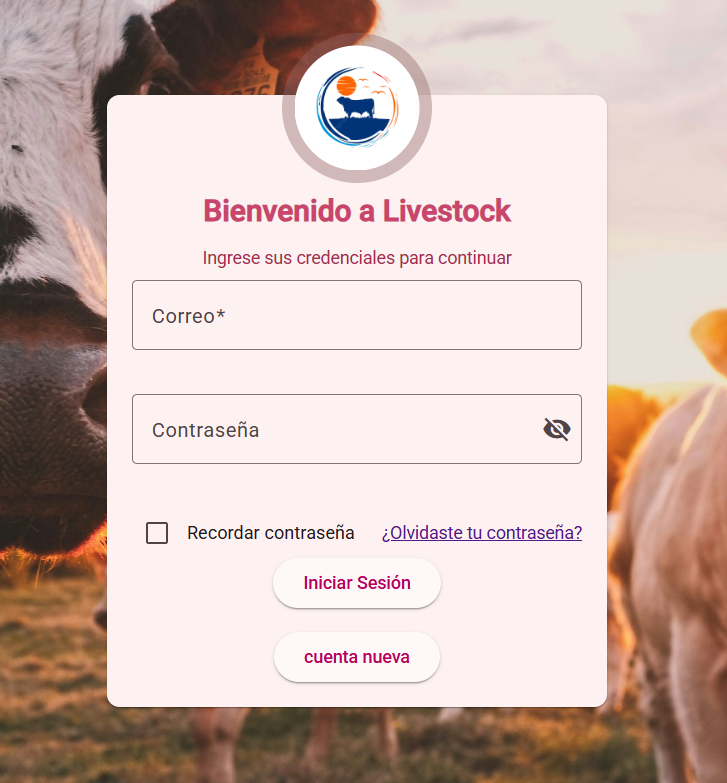 Bienvenido a Livestock
Ingrese sus credenciales para continuar
Correo*
Contraseña
Recordar contraseña ¿Olvidaste tu contraseña?
Iniciar Sesión
cuenta nueva